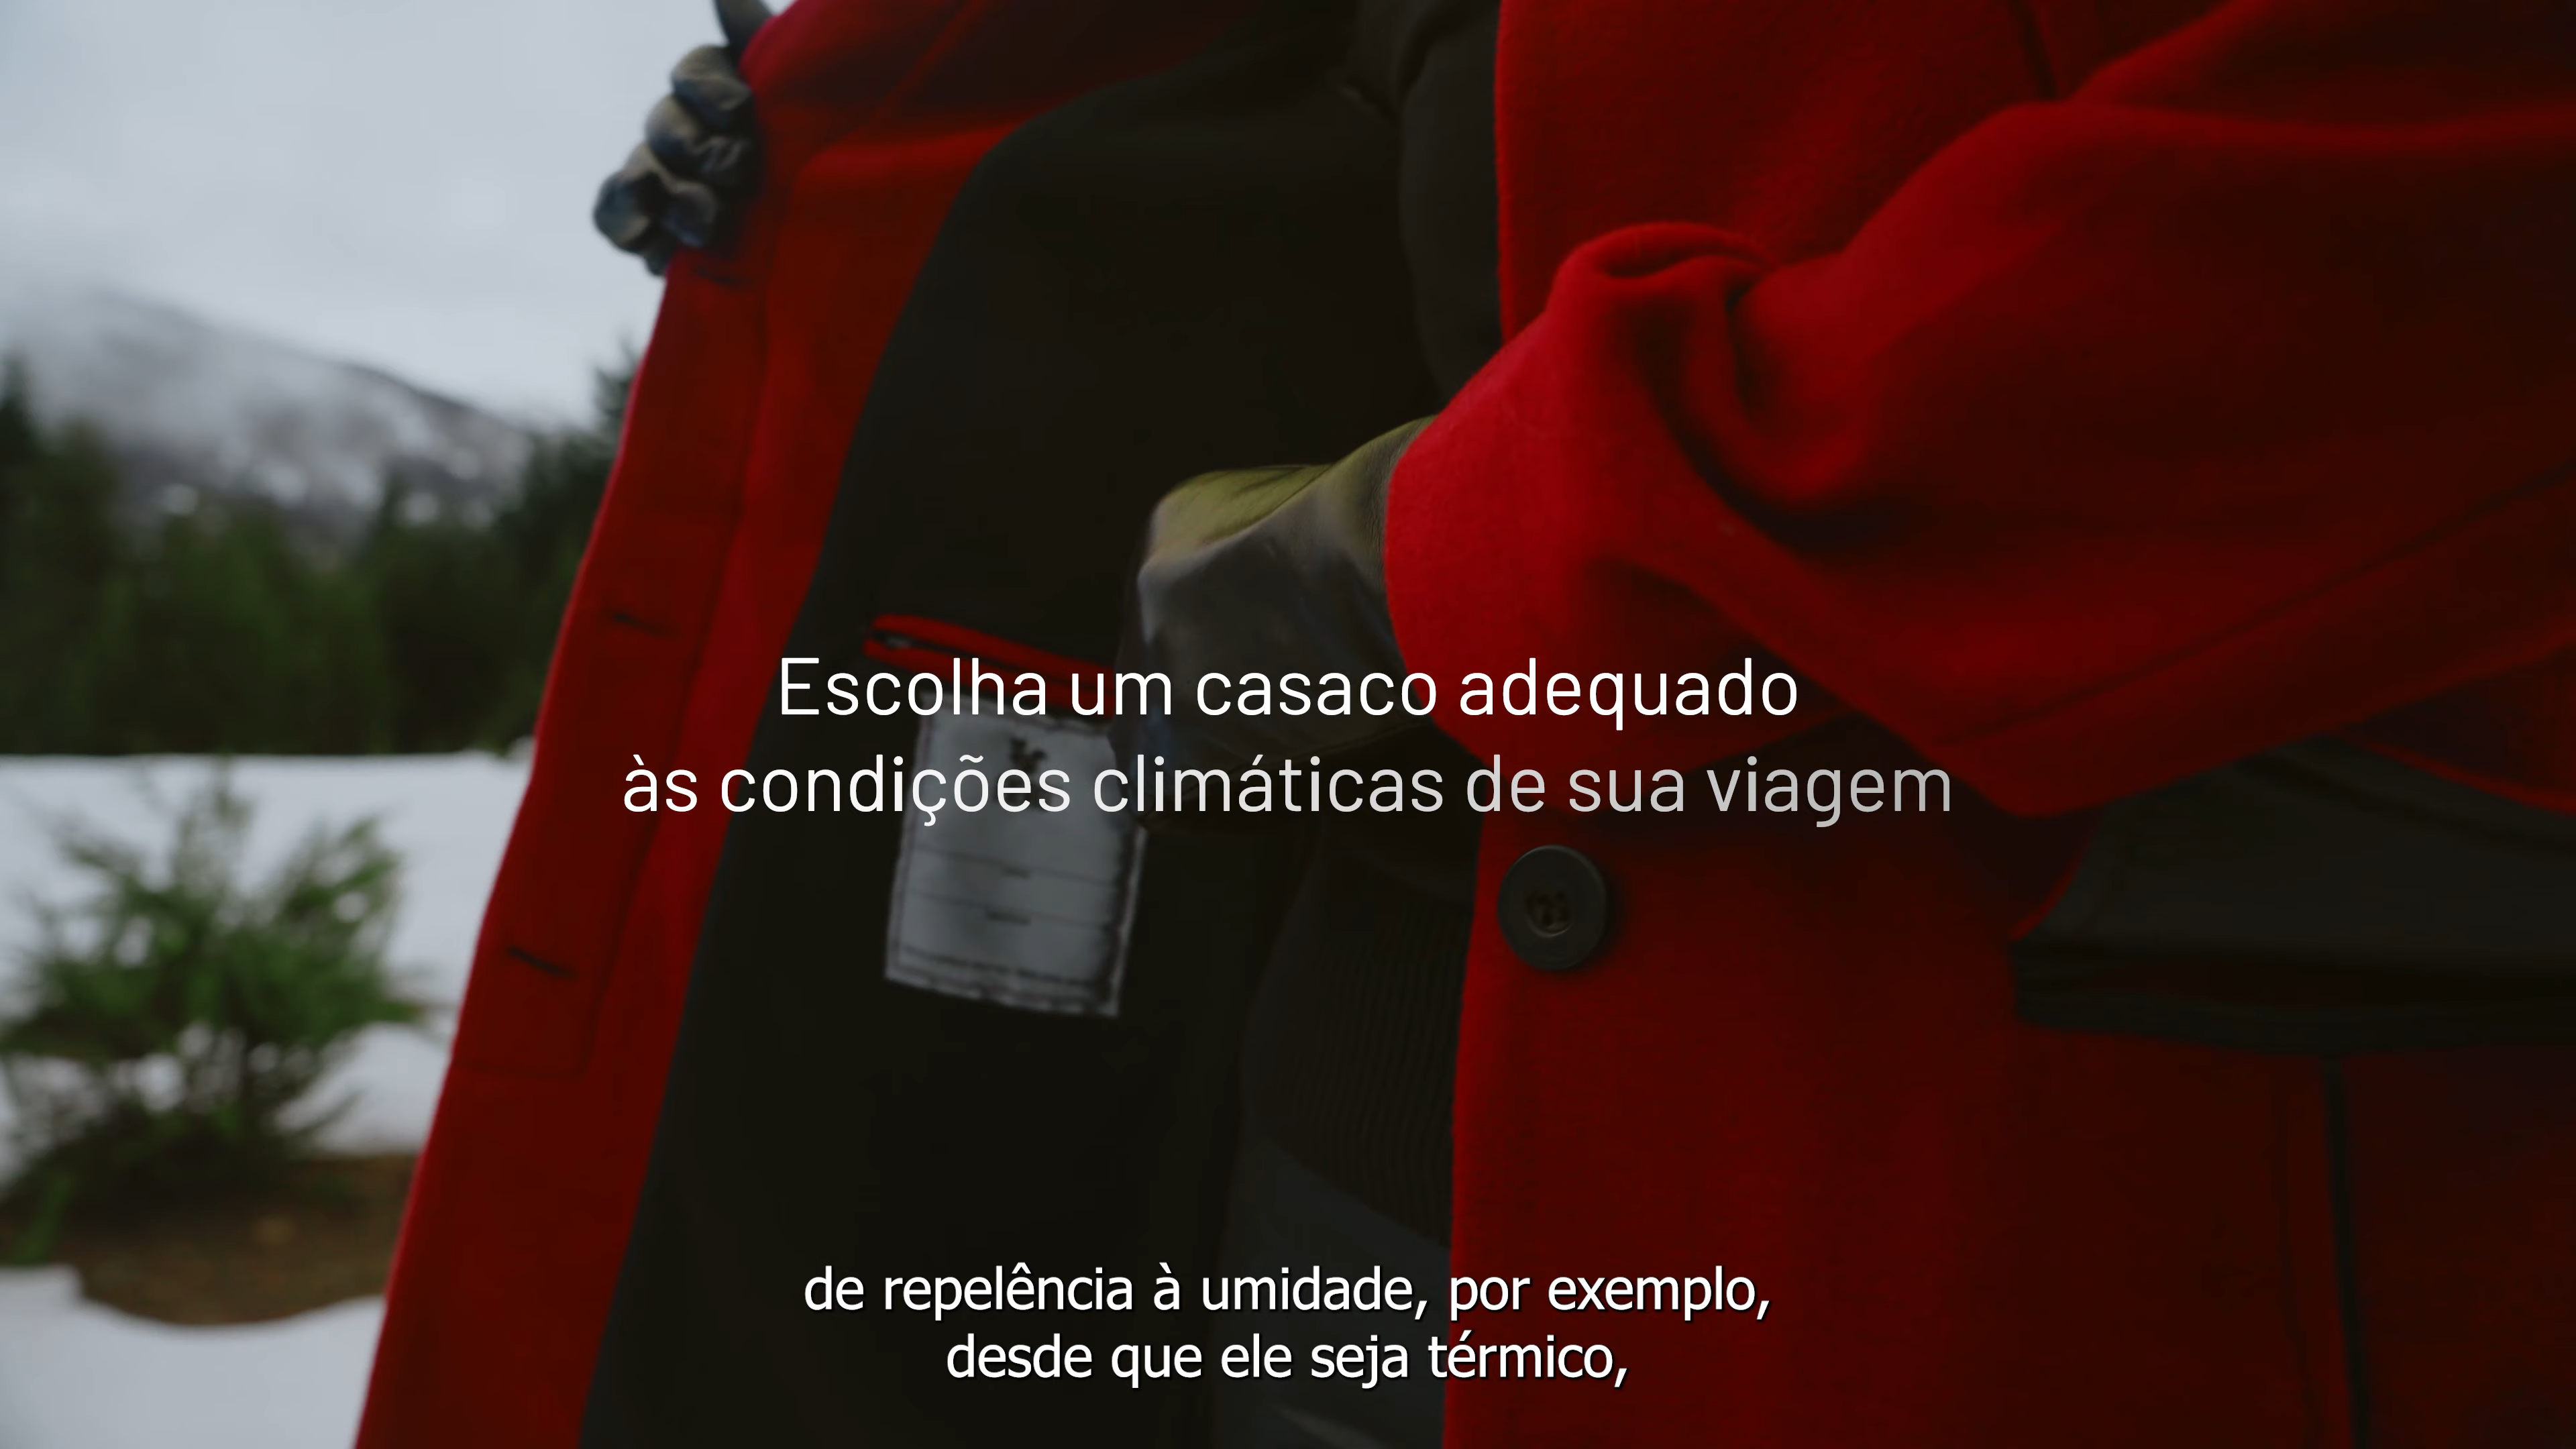 Escolha um casaco adequado
às condições climáticas de sua viagem
de repelência à umidade, por exemplo,
desde que ele seja térmico,